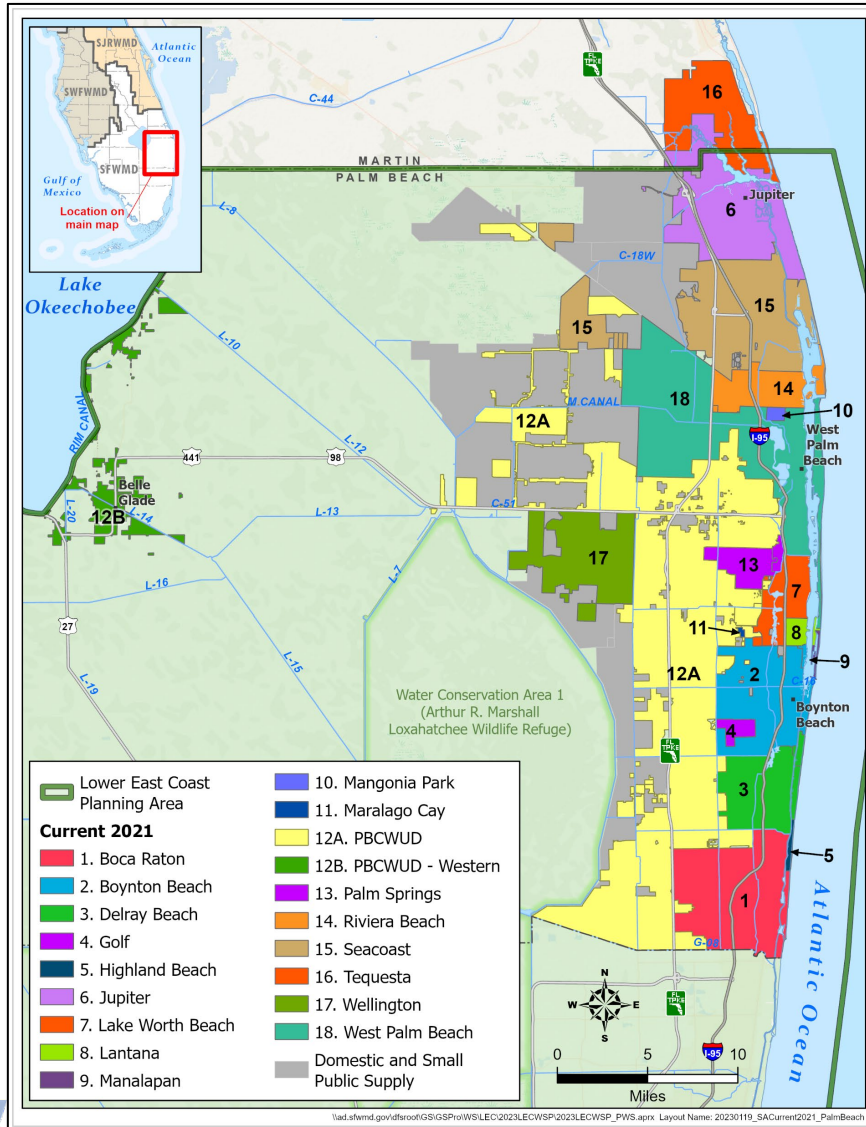 SJRWMD
Atlantic
Ocean
SWFWMD
SFWMD
Gulf of
Mexico
Location on
main map
FL
TPKE
C-44
16
MARTIN
PALM BEACH
Jupiter
6
L-8
C-18W
Lake
Okeechobee
15
15
L-10
14
18
M CANAL
10
12A
RIM CANAL
West
Palm
Beach
I-95
L-12
441
98
Belle
Glade
L-20
12B
L-14
L-13
C-51
17
13
L-7
7
L-16
11
8
27
9
12A
2
C-16
L-15
L-19
Water Conservation Area 1
(Arthur R. Marshall
Loxahatchee Wildlife Refuge)
Boynton
Beach
4
FL
TPKE
3
5
1
Atlantic Ocean
Lower East Coast
Planning Area
Current 2021
1. Boca Raton
2. Boynton Beach
3. Delray Beach
4. Golf
5. Highland Beach
6. Jupiter
7. Lake Worth Beach
8. Lantana
9. Manalapan
10. Mangonia Park
11. Maralago Cay
12A. PBCWUD
12B. PBCWUD - Western
13. Palm Springs
14. Riviera Beach
15. Seacoast
16. Tequesta
17. Wellington
18. West Palm Beach
Domestic and Small
Public Supply
N
W
E
S
FL
TPKE
I-95
0 5 10
Miles
\\ad.sfwmd.gov\dfsroot\GS\GSPro\WS\LEC\2023LECWSP\2023LECWSP_PWS.aprx Layout Name: 20230119_SACurrent2021_PalmBeach